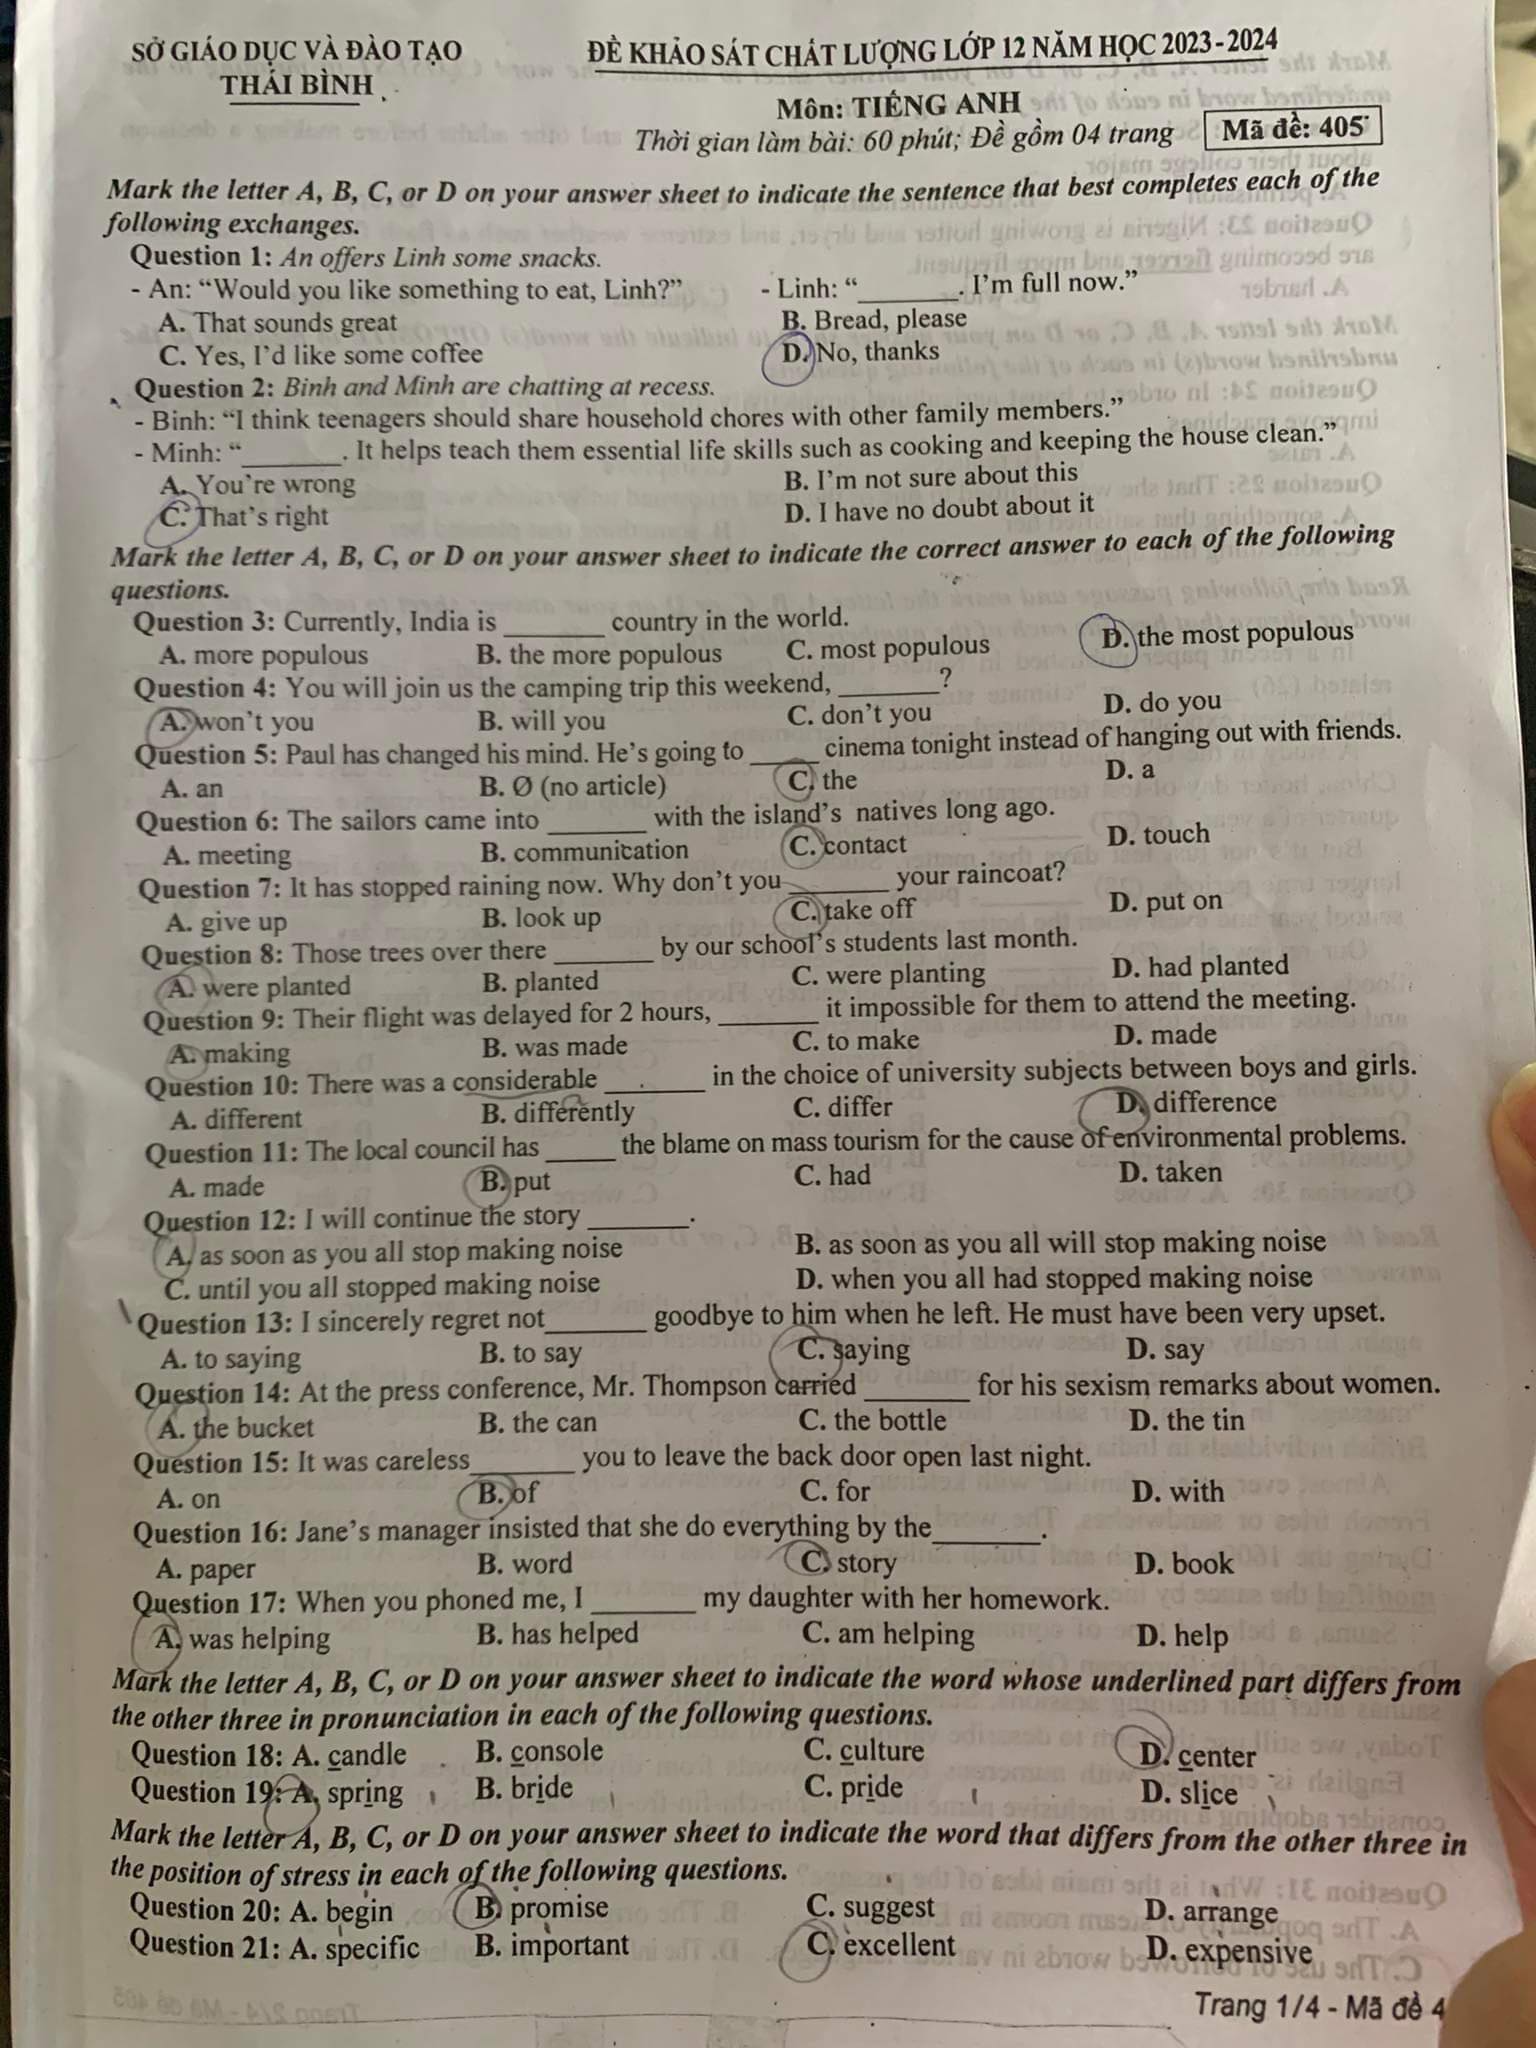 SỞ GIÁO DỤC VÀ ĐÀO TẠO
THÁI BÌNH
ĐỀ KHẢO SÁT CHẤT LƯỢNG LỚP 12 NĂM HỌC 2023-2024
Môn: TIẾNG ANH
Thời gian làm bài: 60 phút; Đề gồm 04 trang
Mã đề: 405
Mark the letter A, B, C, or D on your answer sheet to indicate the sentence that best completes each of the
following exchanges.
Question 1: An offers Linh some snacks.
- An: “Would you like something to eat, Linh?” - Linh: “_______. I’m full now.”
A. That sounds great B. Bread, please
C. Yes, I’d like some coffee D. No, thanks
Question 2: Binh and Minh are chatting at recess.
- Binh: “I think teenagers should share household chores with other family members.”
- Minh: “_______. It helps teach them essential life skills such as cooking and keeping the house clean.”
A. You’re wrong B. I’m not sure about this
C. That’s right D. I have no doubt about it
Mark the letter A, B, C, or D on your answer sheet to indicate the correct answer to each of the following
questions.
Question 3: Currently, India is _______ country in the world.
A. more populous B. the more populous C. most populous D. the most populous
Question 4: You will join us the camping trip this weekend, _______?
A. won’t you B. will you C. don’t you D. do you
Question 5: Paul has changed his mind. He’s going to _____ cinema tonight instead of hanging out with friends.
A. an B. Ø (no article) C. the D. a
Question 6: The sailors came into _______ with the island’s natives long ago.
A. meeting B. communication C. contact D. touch
Question 7: It has stopped raining now. Why don’t you _______ your raincoat?
A. give up B. look up C. take off D. put on
Question 8: Those trees over there _______ by our school’s students last month.
A. were planted B. planted C. were planting D. had planted
Question 9: Their flight was delayed for 2 hours, _______ it impossible for them to attend the meeting.
A. making B. was made C. to make D. made
Question 10: There was a considerable _______ in the choice of university subjects between boys and girls.
A. different B. differently C. differ D. difference
Question 11: The local council has _____ the blame on mass tourism for the cause of environmental problems.
A. made B. put C. had D. taken
Question 12: I will continue the story _______.
A. as soon as you all stop making noise B. as soon as you all will stop making noise
C. until you all stopped making noise D. when you all had stopped making noise
Question 13: I sincerely regret not_______ goodbye to him when he left. He must have been very upset.
A. to saying B. to say C. saying D. say
Question 14: At the press conference, Mr. Thompson carried _______ for his sexism remarks about women.
A. the bucket B. the can C. the bottle D. the tin
Question 15: It was careless_______ you to leave the back door open last night.
A. on B. of C. for D. with
Question 16: Jane’s manager insisted that she do everything by the_______.
A. paper B. word C. story D. book
Question 17: When you phoned me, I _______ my daughter with her homework.
A. was helping B. has helped C. am helping D. help
Mark the letter A, B, C, or D on your answer sheet to indicate the word whose underlined part differs from
the other three in pronunciation in each of the following questions.
Question 18: A. candle B. console C. culture D. center
Question 19: A. spring B. bride C. pride D. slice
Mark the letter A, B, C, or D on your answer sheet to indicate the word that differs from the other three in
the position of stress in each of the following questions.
Question 20: A. begin B. promise C. suggest D. arrange
Question 21: A. specific B. important C. excellent D. expensive
Trang 1/4 - Mã đề 4